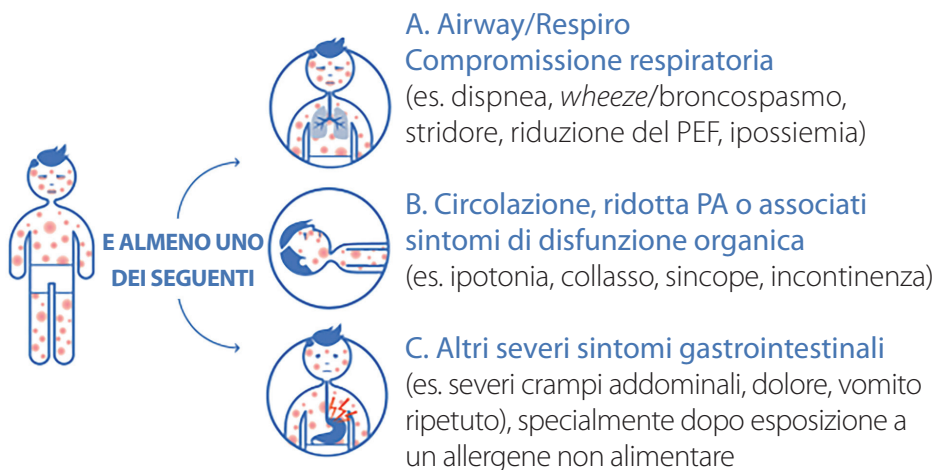 A. Airway/Respiro
Compromissione respiratoria
(es. dispnea, wheeze/broncospasmo,
stridore, riduzione del PEF, ipossiemia)
E ALMENO UNO
DEI SEGUENTI
B. Circolazione, ridotta PA o associati
sintomi di disfunzione organica
(es. ipotonia, collasso, sincope, incontinenza)
C. Altri severi sintomi gastrointestinali
(es. severi crampi addominali, dolore, vomito
ripetuto), specialmente dopo esposizione a
un allergene non alimentare